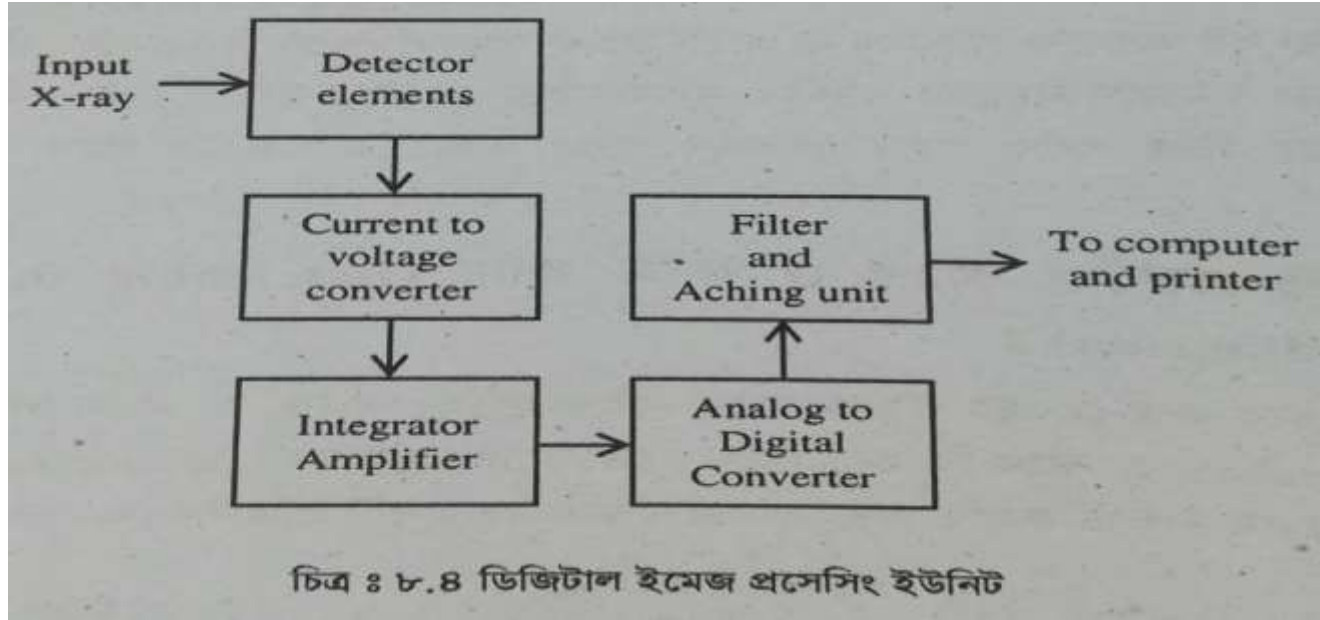 Input
X-ray
Detector
elements
Current to
voltage
converter
Integrator
Amplifier
Analog to
Digital
Converter
Filter
and
Aching unit
To computer
and printer
চিত্র ঃ ৮.৪ ডিজিটাল ইমেজ প্রসেসিং ইউনিট